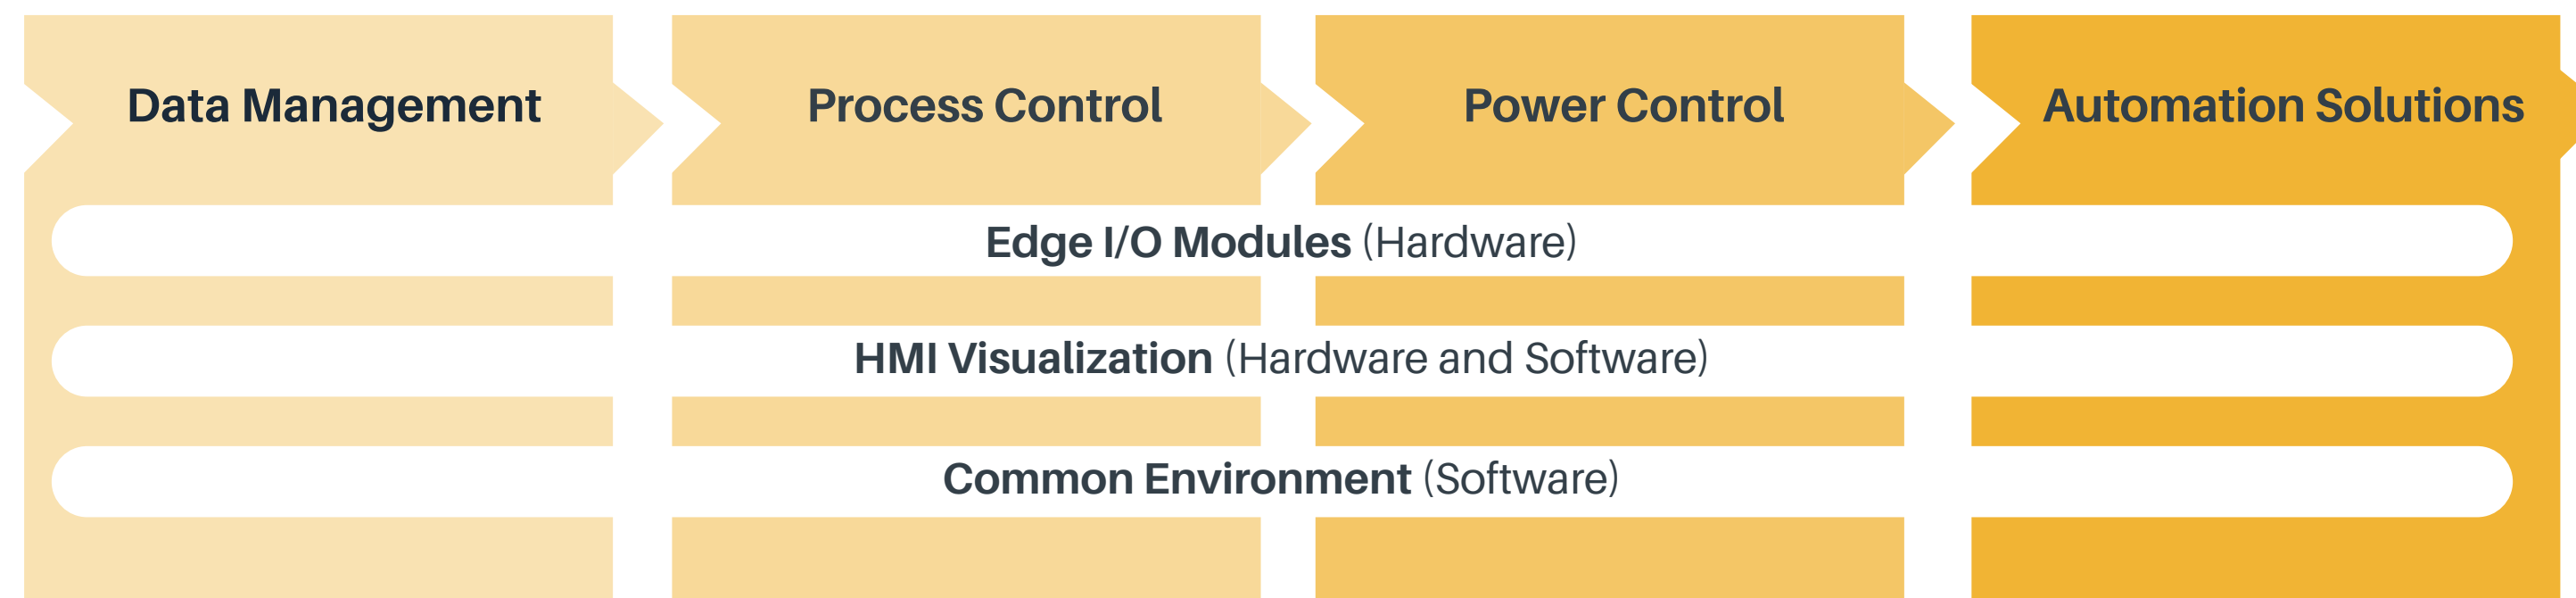 Data Management
Process Control
Power Control
Automation Solutions
Edge I/O Modules (Hardware)
HMI Visualization (Hardware and Software)
Common Environment (Software)